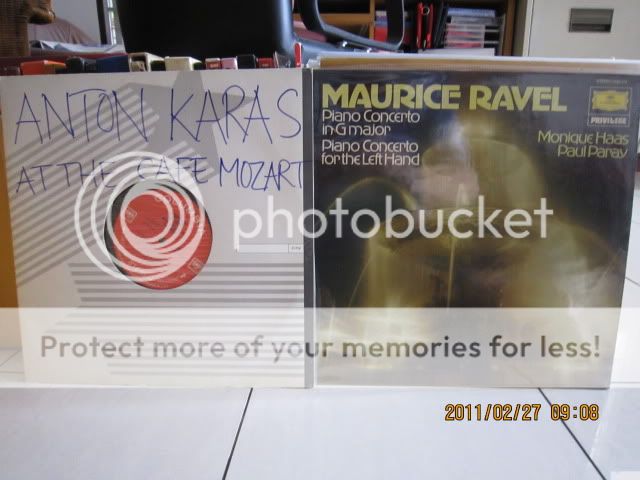 ANTON KARAS
AT THE CAFE MOZART
MAURICE RAVEL
Piano Concerto
in G major
Piano Concerto
for the Left Hand
PRIVILEGE
Monique Haas
Paul Paray
photobucket
Protect more of your memories for less!
2011/02/27 09:08